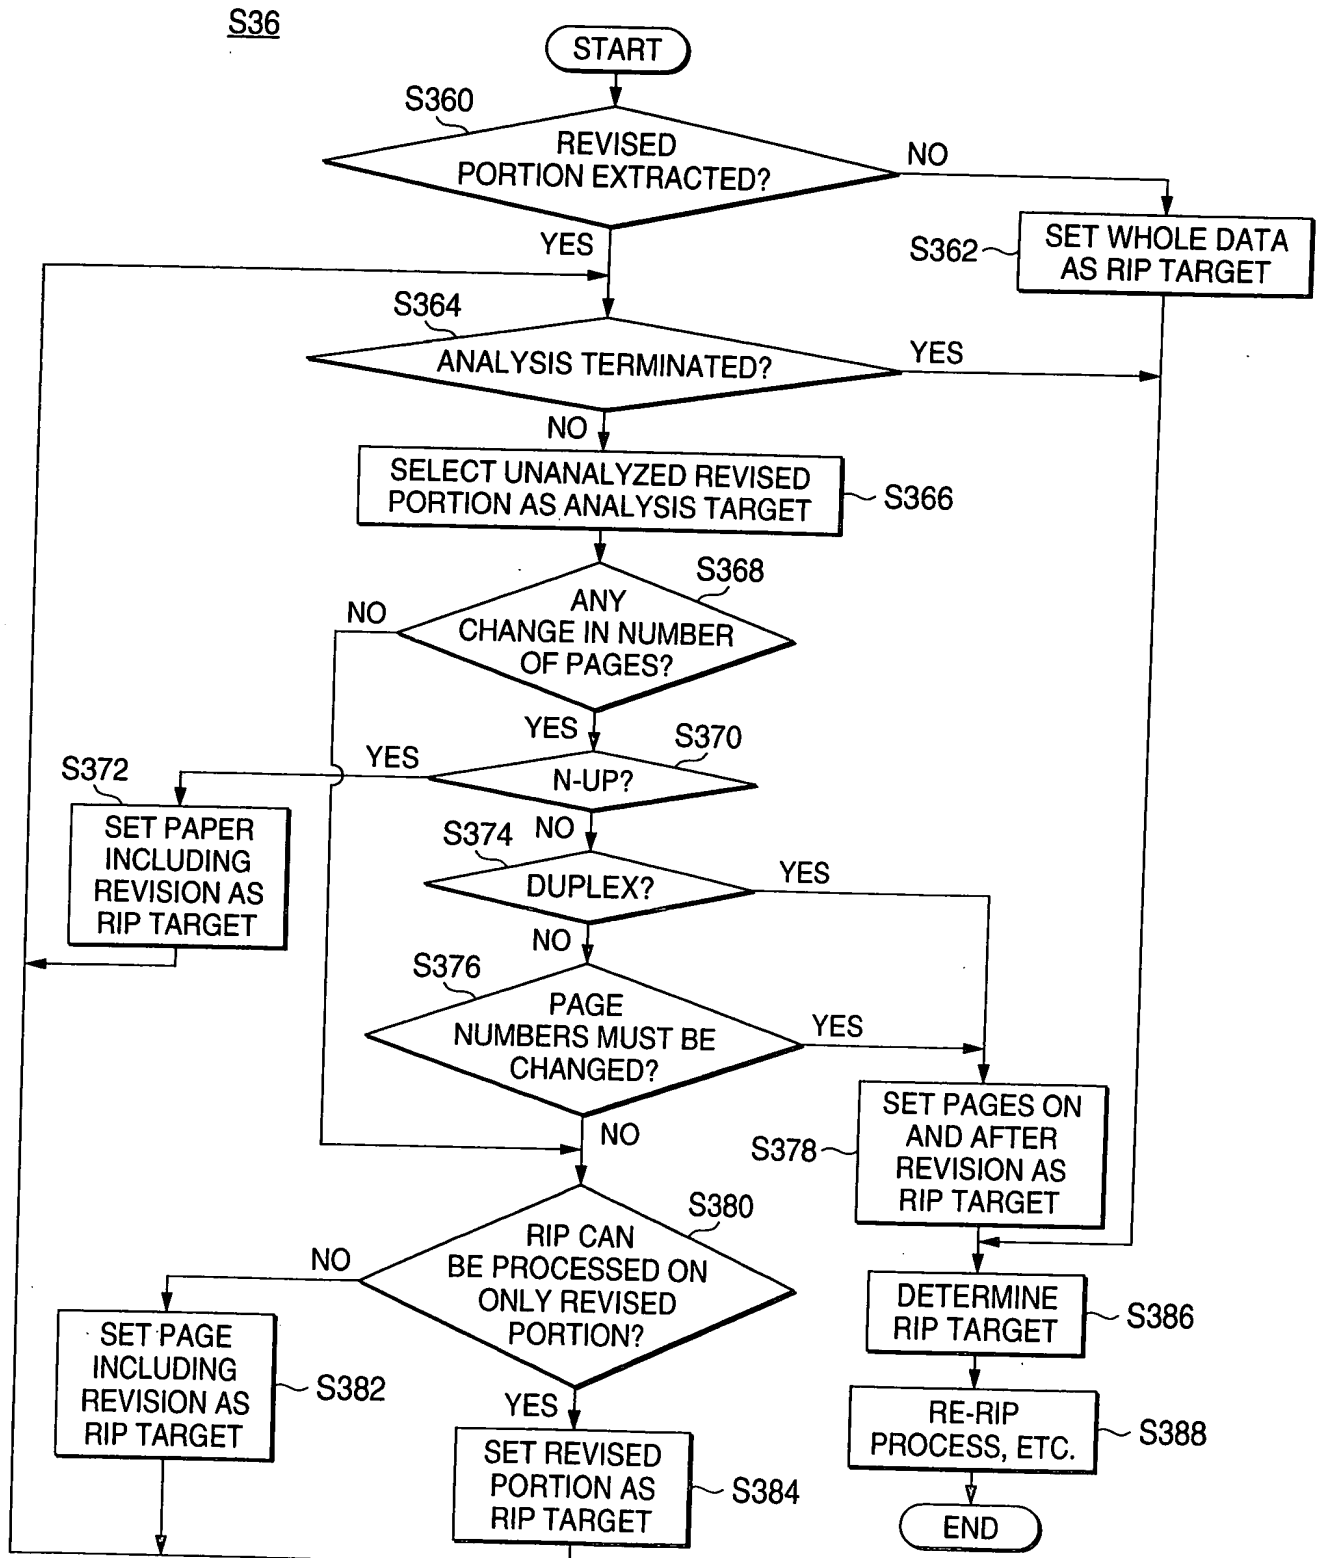 S36
START
S360
REVISED
PORTION EXTRACTED?
NO
YES
S362
SET WHOLE DATA
AS RIP TARGET
S364
ANALYSIS TERMINATED?
YES
NO
SELECT UNANALYZED REVISED
PORTION AS ANALYSIS TARGET
S366
S368
ANY
CHANGE IN NUMBER
OF PAGES?
NO
YES
S370
N-UP?
YES
NO
S372
SET PAPER
INCLUDING
REVISION AS
RIP TARGET
S374
DUPLEX?
YES
NO
S376
PAGE
NUMBERS MUST BE
CHANGED?
YES
NO
S378
SET PAGES ON
AND AFTER
REVISION AS
RIP TARGET
S380
RIP CAN
BE PROCESSED ON
ONLY REVISED
PORTION?
NO
YES
SET PAGE
INCLUDING
REVISION AS
RIP TARGET
S382
SET REVISED
PORTION AS
RIP TARGET
S384
DETERMINE
RIP TARGET
S386
RE-RIP
PROCESS, ETC.
S388
END